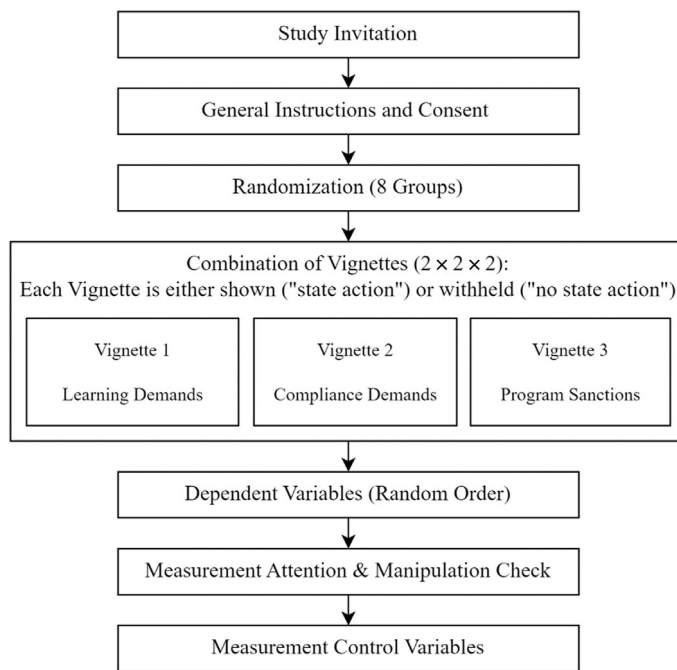 Study Invitation
General Instructions and Consent
Randomization (8 Groups)
Combination of Vignettes (2 × 2 × 2):
Each Vignette is either shown ("state action") or withheld ("no state action")
Vignette 1
Learning Demands
Vignette 2
Compliance Demands
Vignette 3
Program Sanctions
Dependent Variables (Random Order)
Measurement Attention & Manipulation Check
Measurement Control Variables